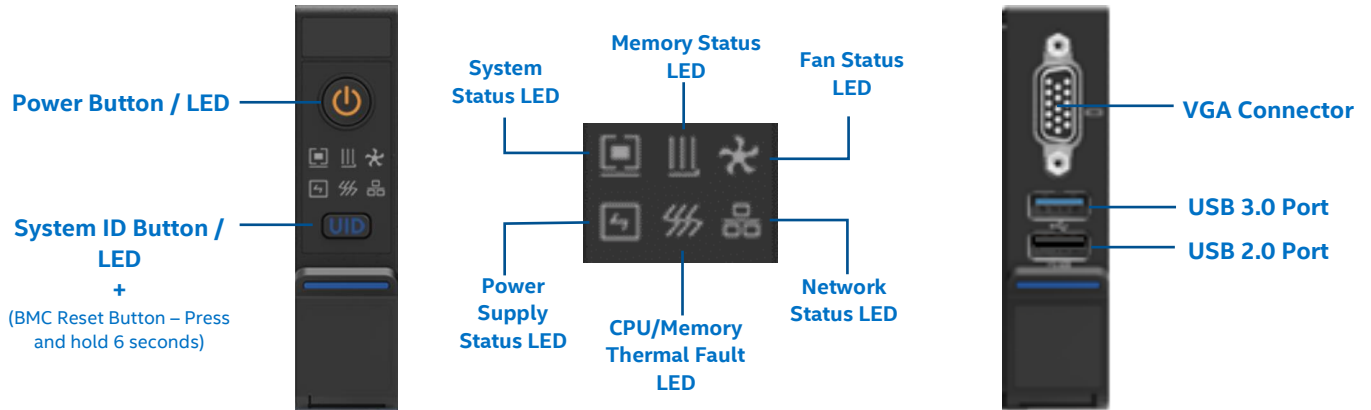 Power Button / LED
System ID Button /
LED
+
(BMC Reset Button – Press
and hold 6 seconds)
UID
System
Status LED
Memory Status
LED
Fan Status
LED
Power
Supply
Status LED
CPU/Memory
Thermal Fault
LED
Network
Status LED
VGA Connector
USB 3.0 Port
USB 2.0 Port